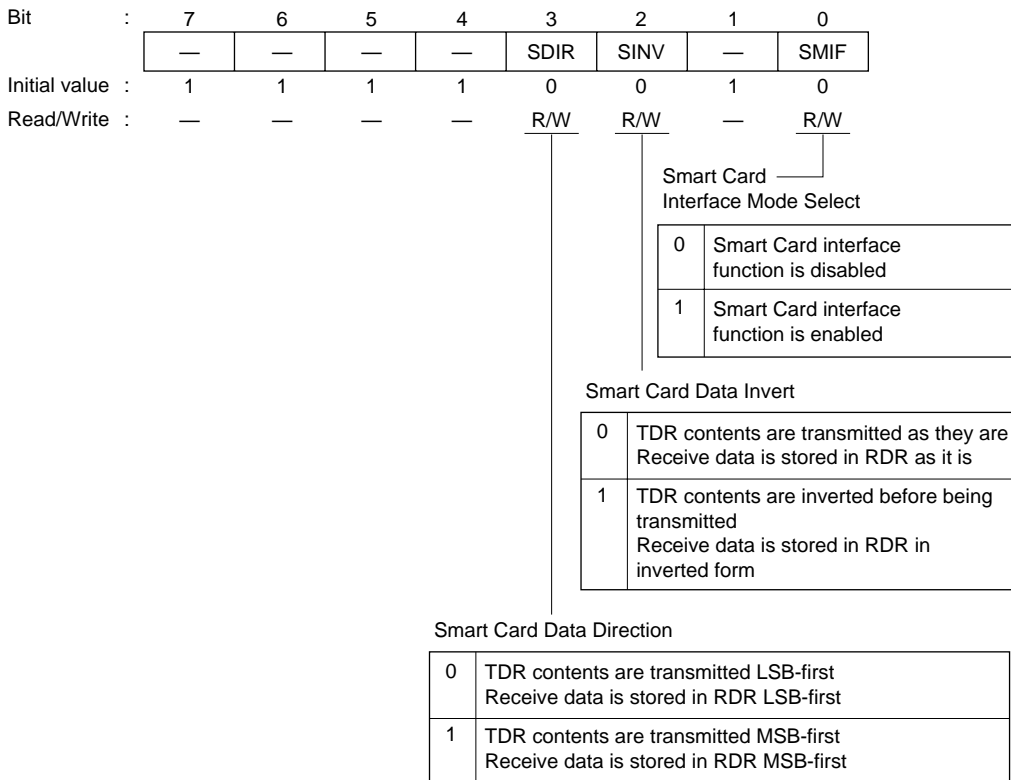 Bit : 7 6 5 4 3 2 1 0
— — — — SDIR SINV — SMIF
Initial value : 1 1 1 1 0 0 1 0
Read/Write : — — — — R/W R/W — R/W
Smart Card
Interface Mode Select
0 Smart Card interface
function is disabled
1 Smart Card interface
function is enabled
Smart Card Data Invert
0 TDR contents are transmitted as they are
Receive data is stored in RDR as it is
1 TDR contents are inverted before being
transmitted
Receive data is stored in RDR in
inverted form
Smart Card Data Direction
0 TDR contents are transmitted LSB-first
Receive data is stored in RDR LSB-first
1 TDR contents are transmitted MSB-first
Receive data is stored in RDR MSB-first